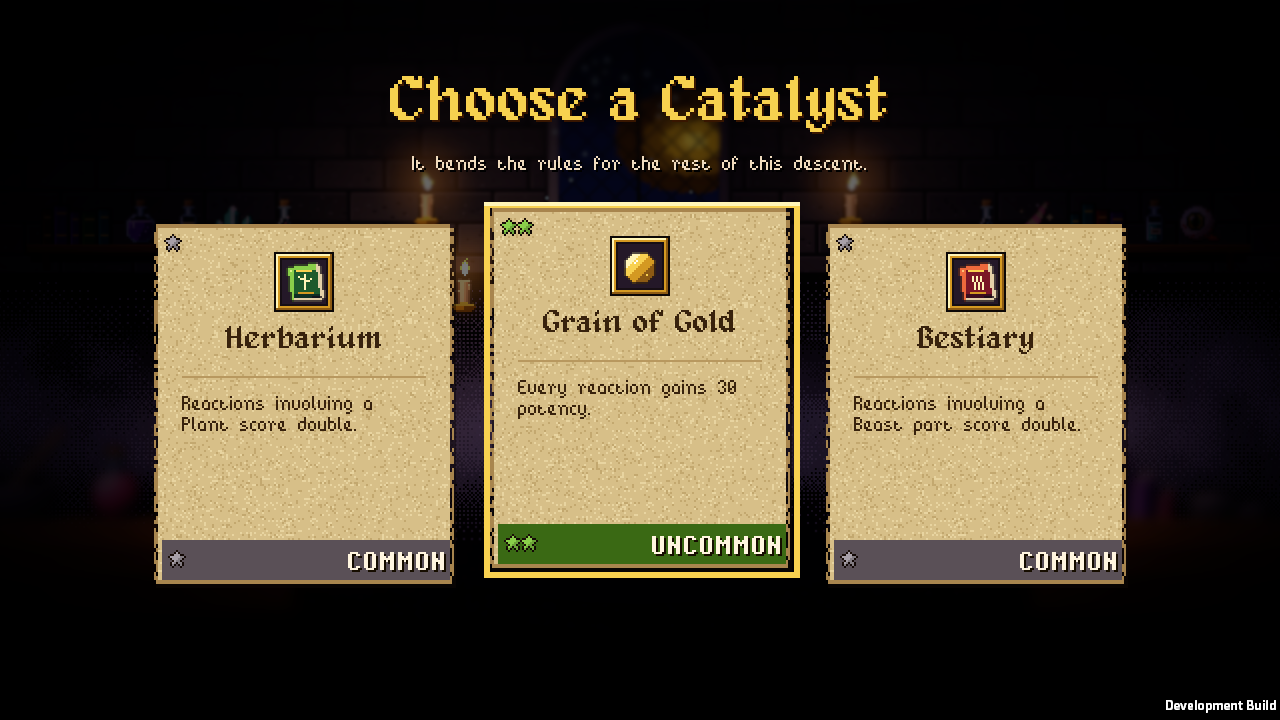 Choose a Catalyst
It bends the rules for the rest of this descent.
Herbarium
Reactions involving a
Plant score double.
COMMON
Grain of Gold
Every reaction gains 30
potency.
UNCOMMON
Bestiary
Reactions involving a
Beast part score double.
COMMON
Development Build